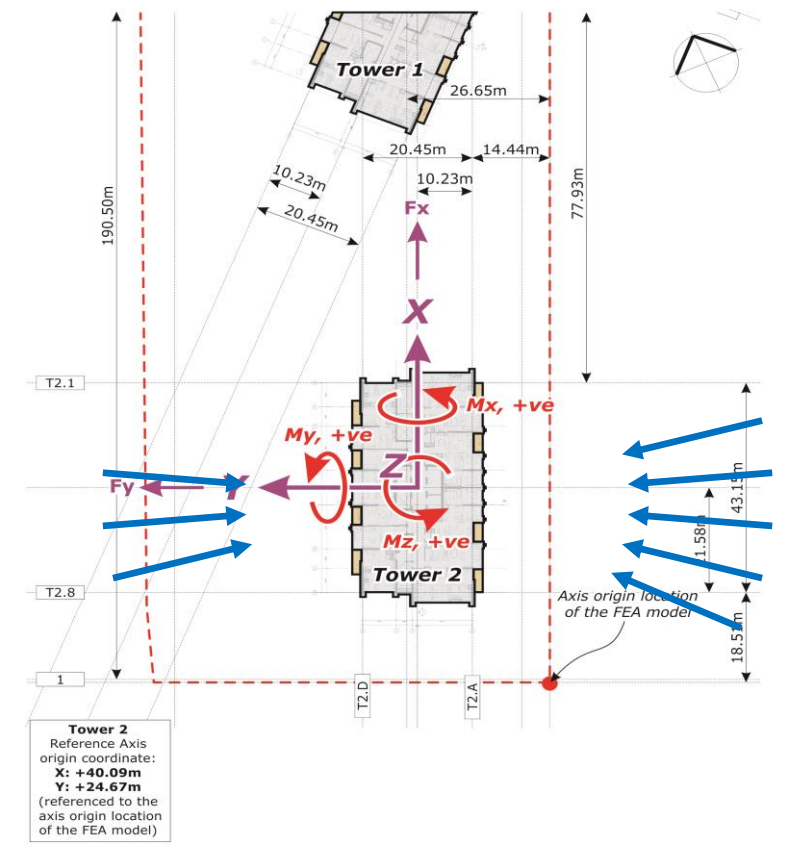 Tower 1
26.65m
20.45m
14.44m
10.23m
10.23m
20.45m
190.50m
77.93m
Fx
X
T2.1
Mx, +ve
My, +ve
Z
Fy
Y
43.15m
Mz, +ve
Tower 2
T2.8
Axis origin location
of the FEA model
1
T2.D
T2.A
Tower 2
Reference Axis
origin coordinate:
X: +40.09m
Y: +24.67m
(referenced to the
axis origin location
of the FEA model)